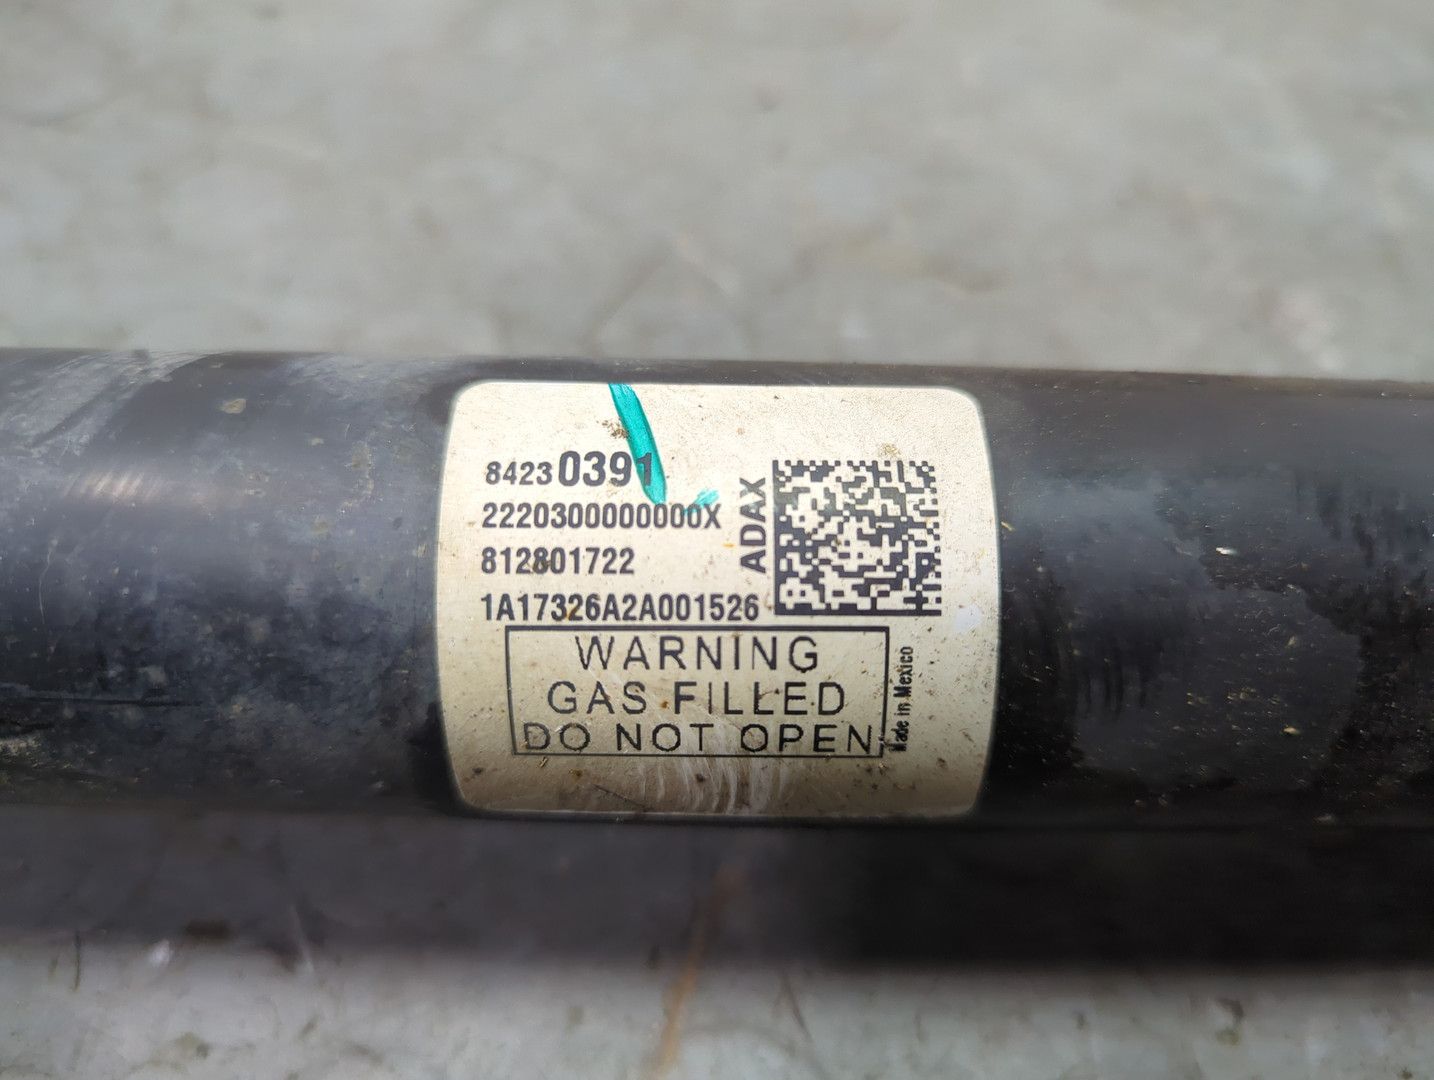 84230391
2220300000000X
812801722
1A17326A2A001526
ADAX
WARNING
GAS FILLED
DO NOT OPEN
Made in Mexico